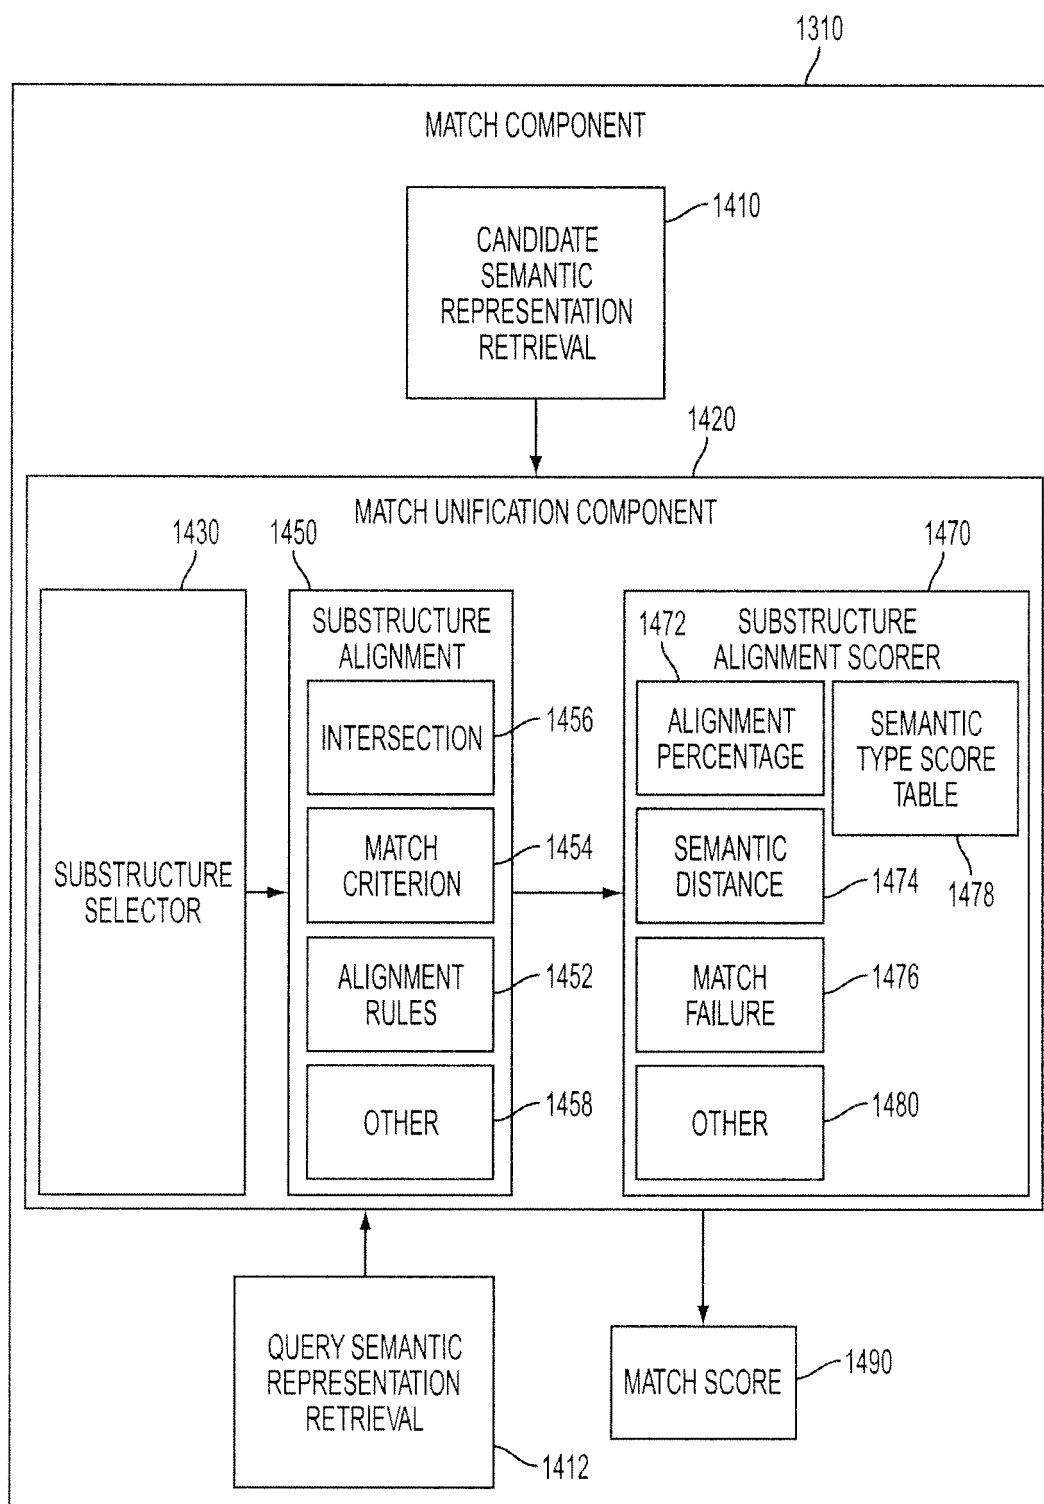 1310
MATCH COMPONENT
1410
CANDIDATE
SEMANTIC
REPRESENTATION
RETRIEVAL
1420
MATCH UNIFICATION COMPONENT
1430
1450
1470
SUBSTRUCTURE
SELECTOR
SUBSTRUCTURE
ALIGNMENT
INTERSECTION
1456
MATCH
CRITERION
1454
ALIGNMENT
RULES
1452
OTHER
1458
1472
SUBSTRUCTURE
ALIGNMENT SCORER
ALIGNMENT
PERCENTAGE
SEMANTIC
TYPE SCORE
TABLE
1478
SEMANTIC
DISTANCE
1474
MATCH
FAILURE
1476
OTHER
1480
QUERY SEMANTIC
REPRESENTATION
RETRIEVAL
1412
MATCH SCORE
1490